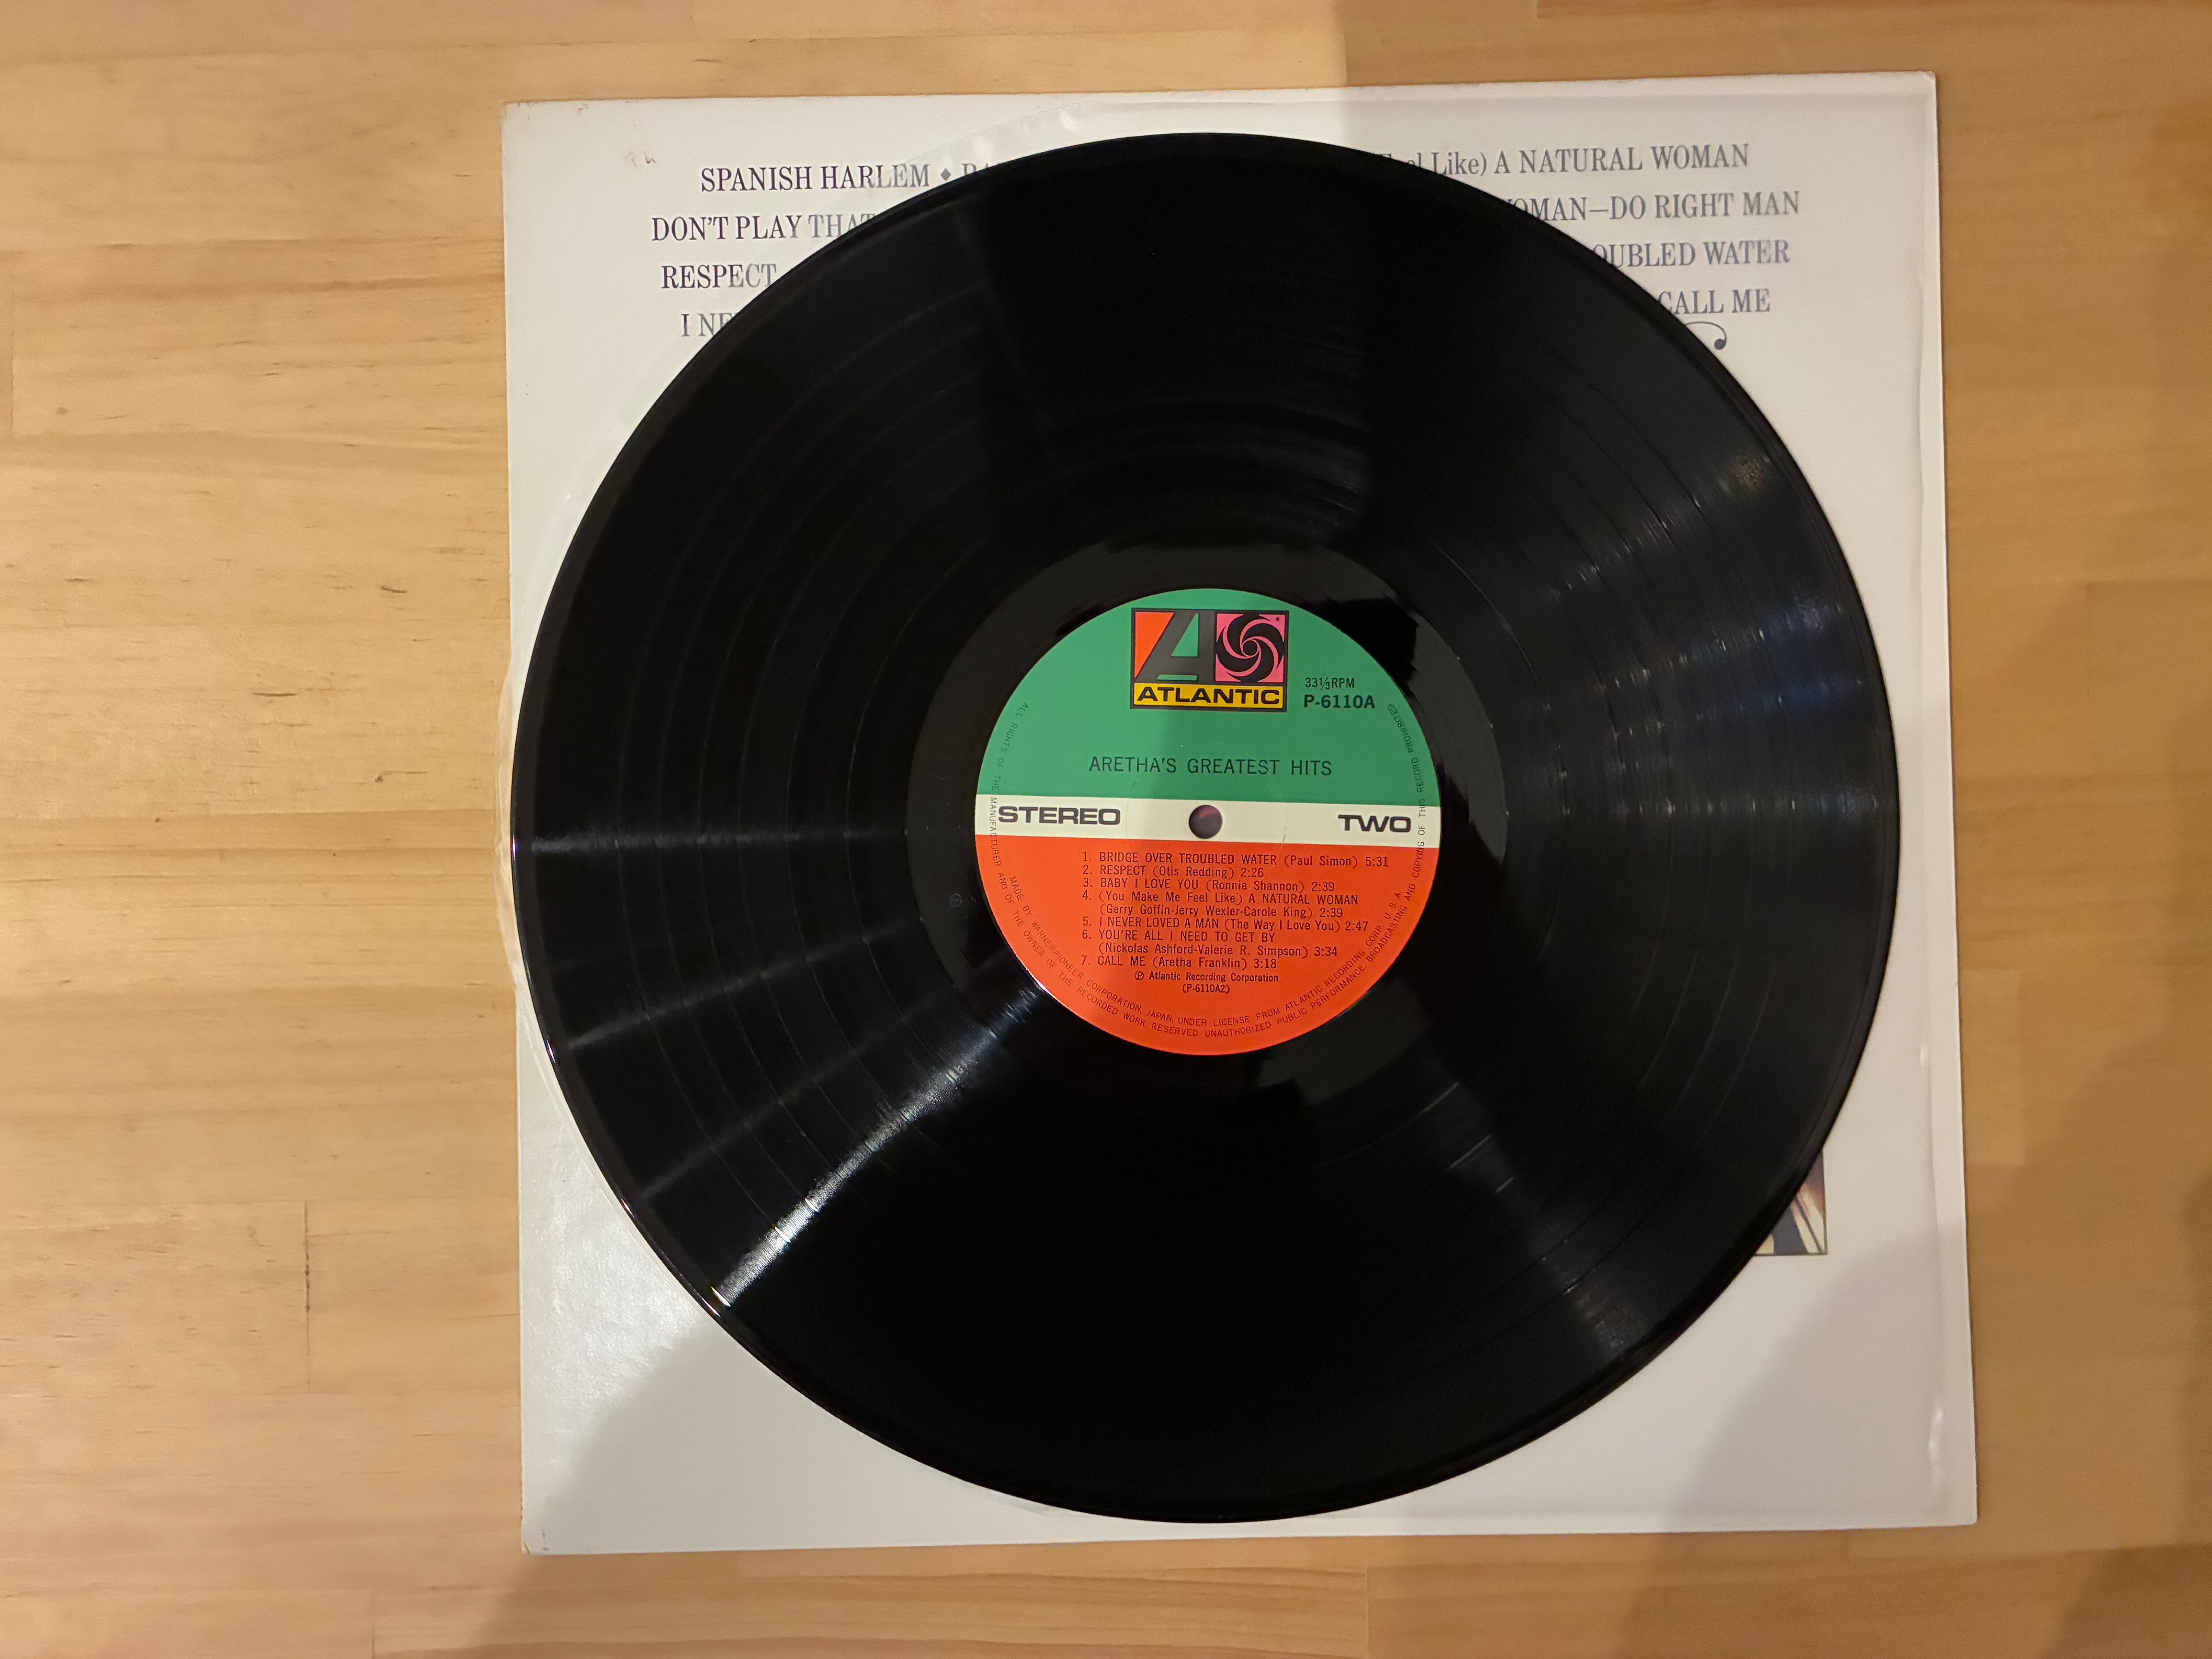 SPANISH HARLEM ♦
Like) A NATURAL WOMAN
DON'T PLAY THAT
WOMAN—DO RIGHT MAN
RESPECT
TROUBLED WATER
I
CALL ME
ATLANTIC
33⅓RPM
P-6110A
ARETHA'S GREATEST HITS
STEREO
TWO
1. BRIDGE OVER TROUBLED WATER (Paul Simon) 5:31
2. RESPECT (Otis Redding) 2:26
3. BABY I LOVE YOU (Ronnie Shannon) 2:39
4. (You Make Me Feel Like) A NATURAL WOMAN
(Gerry Goffin-Jerry Wexler-Carole King) 2:39
5. I NEVER LOVED A MAN (The Way I Love You) 2:47
6. YOU'RE ALL I NEED TO GET BY
(Nickolas Ashford-Valerie R. Simpson) 3:34
7. CALL ME (Aretha Franklin) 3:18
℗ Atlantic Recording Corporation
(P-6110A2)
MADE BY WARNER-PIONEER CORPORATION, JAPAN, UNDER LICENSE FROM ATLANTIC RECORDING CORP. U.S.A.
ALL RIGHTS OF THE MANUFACTURER AND OF THE OWNER OF THE RECORDED WORK RESERVED. UNAUTHORIZED PUBLIC PERFORMANCE, BROADCASTING AND COPYING OF THIS RECORD PROHIBITED